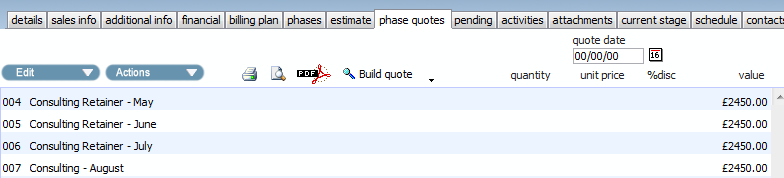 details sales info additional info financial billing plan phases estimate phase quotes pending activities attachments current stage schedule contacts
quote date
00/00/00 16
Edit Actions PDF Build quote quantity unit price %disc value
004 Consulting Retainer - May £2450.00
005 Consulting Retainer - June £2450.00
006 Consulting Retainer - July £2450.00
007 Consulting - August £2450.00